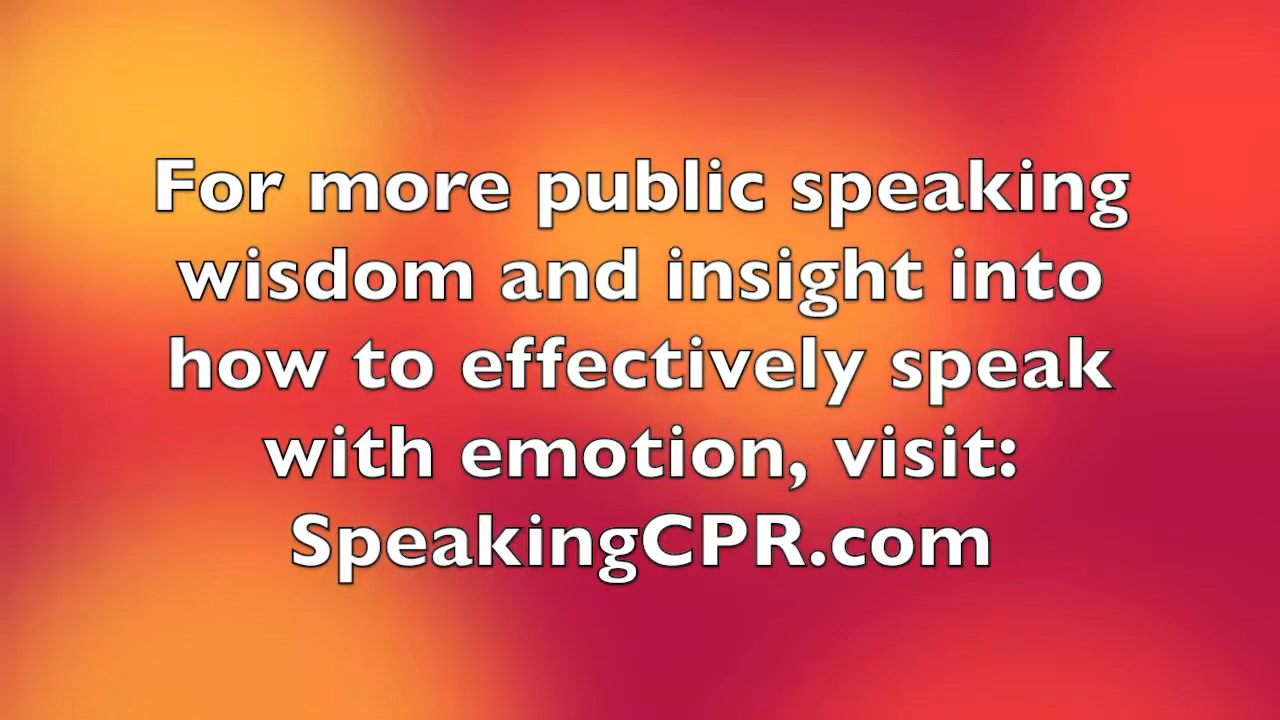 For more public speaking
wisdom and insight into
how to effectively speak
with emotion, visit:
SpeakingCPR.com